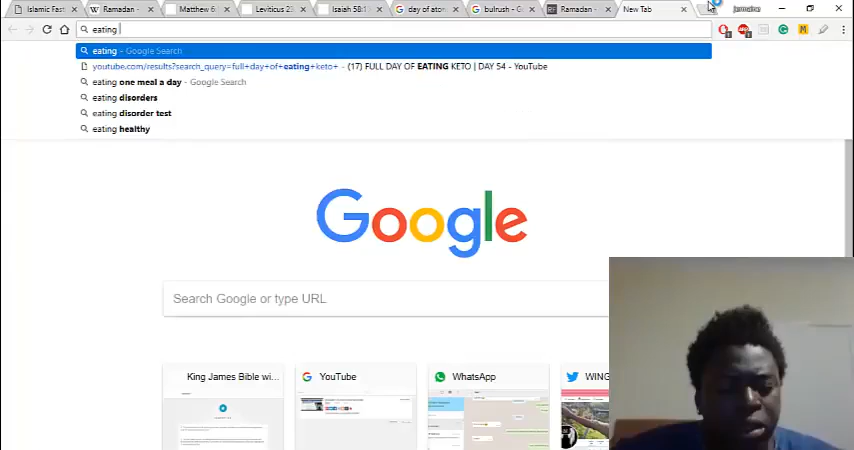 Islamic Fast
Ramadan -
Matthew 6
Leviticus 23
Isaiah 58:1
day of aton
bulrush - G
Ramadan -
New Tab
jermaine
eating
eating - Google Search
youtube.com/results?search_query=full+day+of+eating+keto+ - (17) FULL DAY OF EATING KETO | DAY 54 - YouTube
eating one meal a day - Google Search
eating disorders
eating disorder test
eating healthy
Google
Search Google or type URL
King James Bible wi...
YouTube
WhatsApp
WING